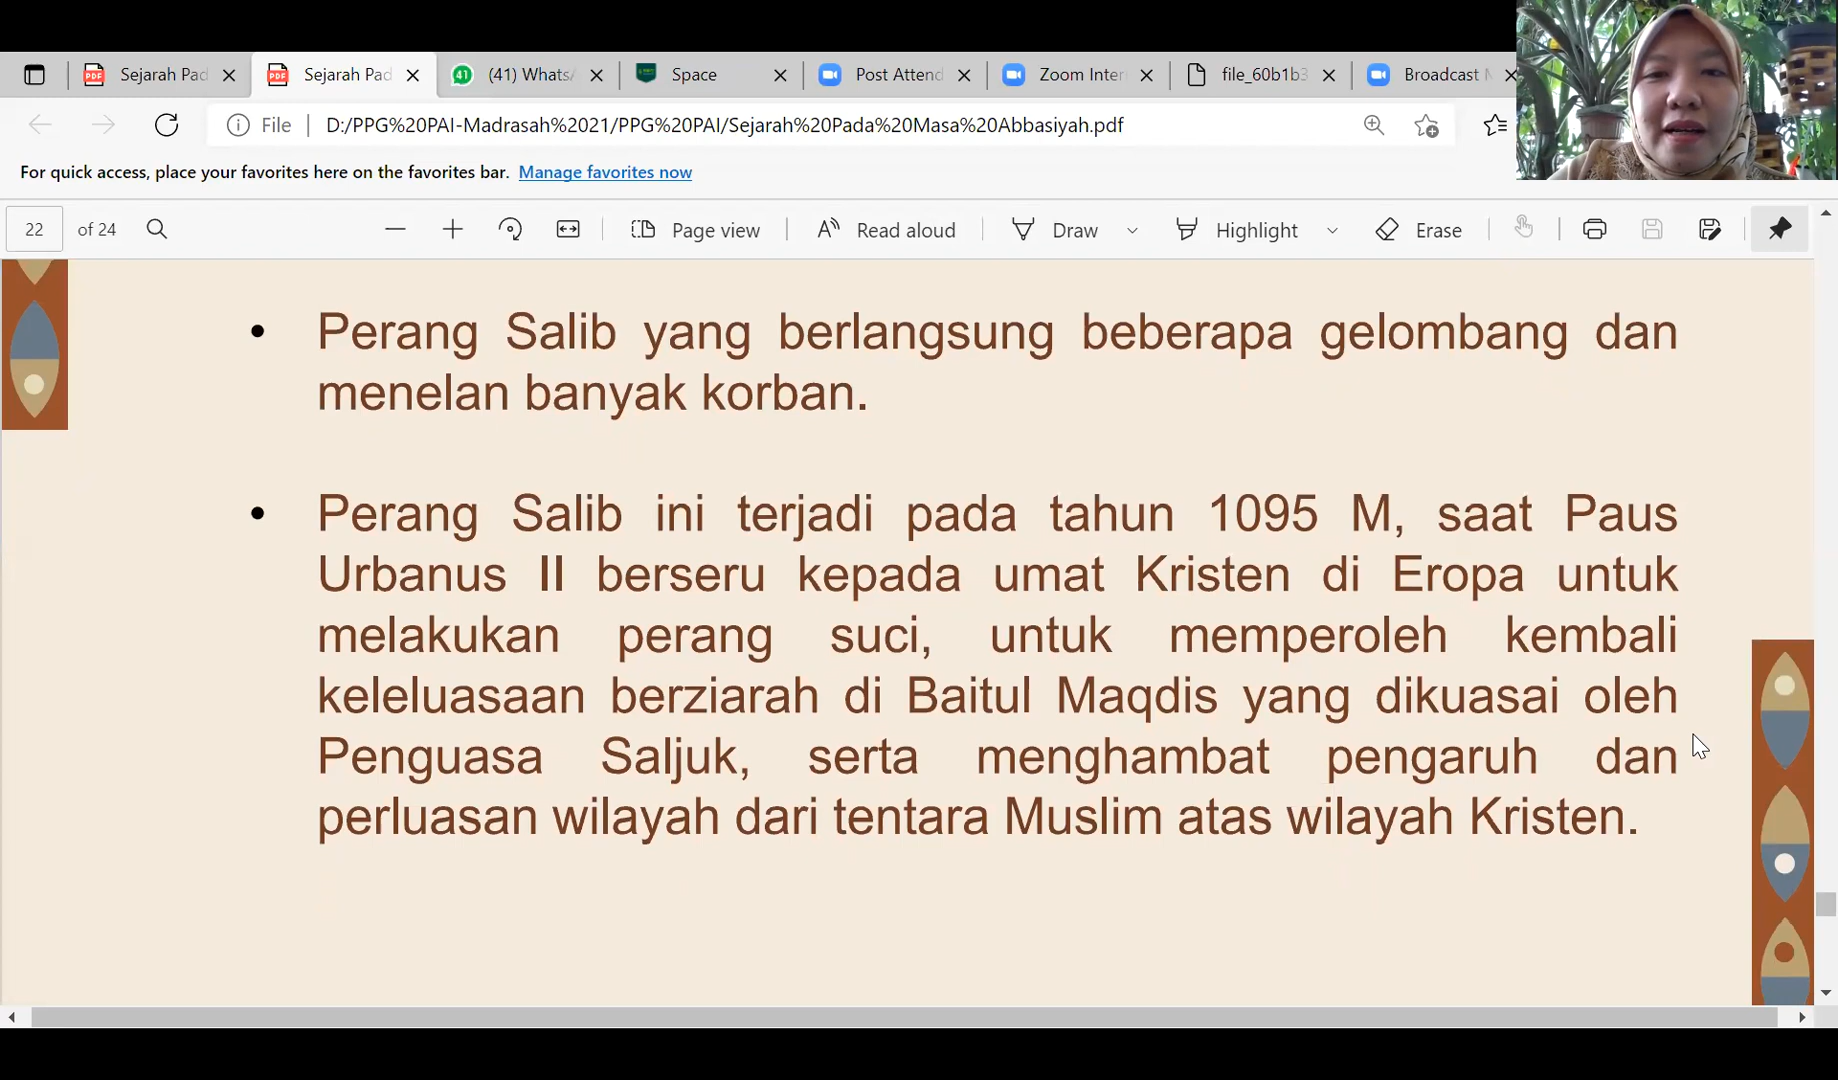 Sejarah Pad
Sejarah Pad
41
(41) Whats
Space
Post Attend
Zoom Inter
file_60b1b3
Broadcast
File
D:/PPG%20PAI-Madrasah%2021/PPG%20PAI/Sejarah%20Pada%20Masa%20Abbasiyah.pdf
For quick access, place your favorites here on the favorites bar. Manage favorites now
22 of 24
Page view
Read aloud
Draw
Highlight
Erase
• Perang Salib yang berlangsung beberapa gelombang dan
menelan banyak korban.
• Perang Salib ini terjadi pada tahun 1095 M, saat Paus
Urbanus II berseru kepada umat Kristen di Eropa untuk
melakukan perang suci, untuk memperoleh kembali
keleluasaan berziarah di Baitul Maqdis yang dikuasai oleh
Penguasa Saljuk, serta menghambat pengaruh dan
perluasan wilayah dari tentara Muslim atas wilayah Kristen.